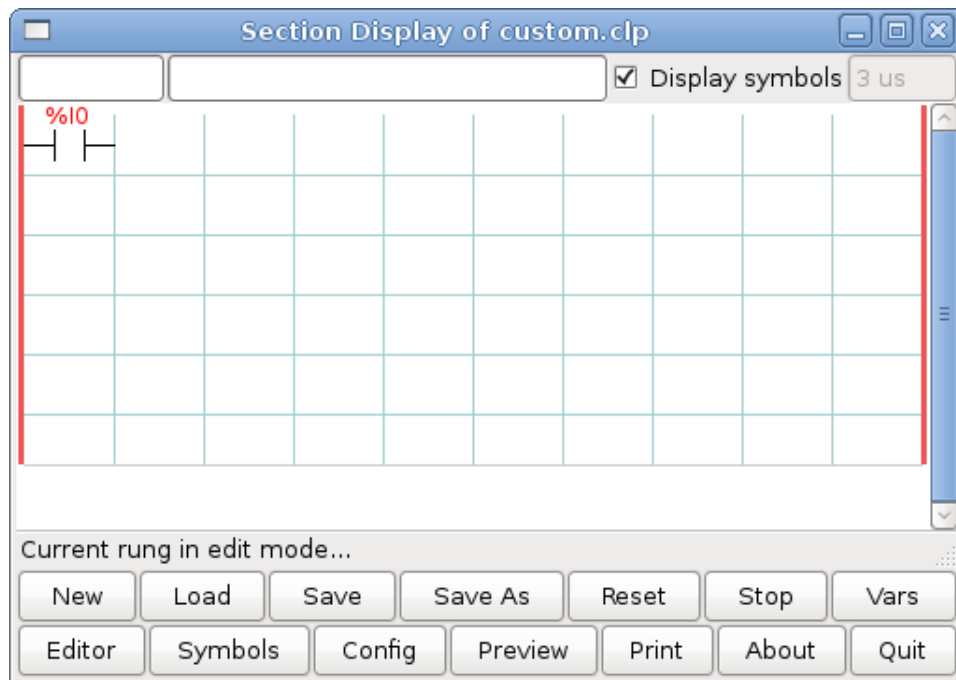 Section Display of custom.clp
Display symbols 3 us
%I0
Current rung in edit mode...
New Load Save Save As Reset Stop Vars
Editor Symbols Config Preview Print About Quit